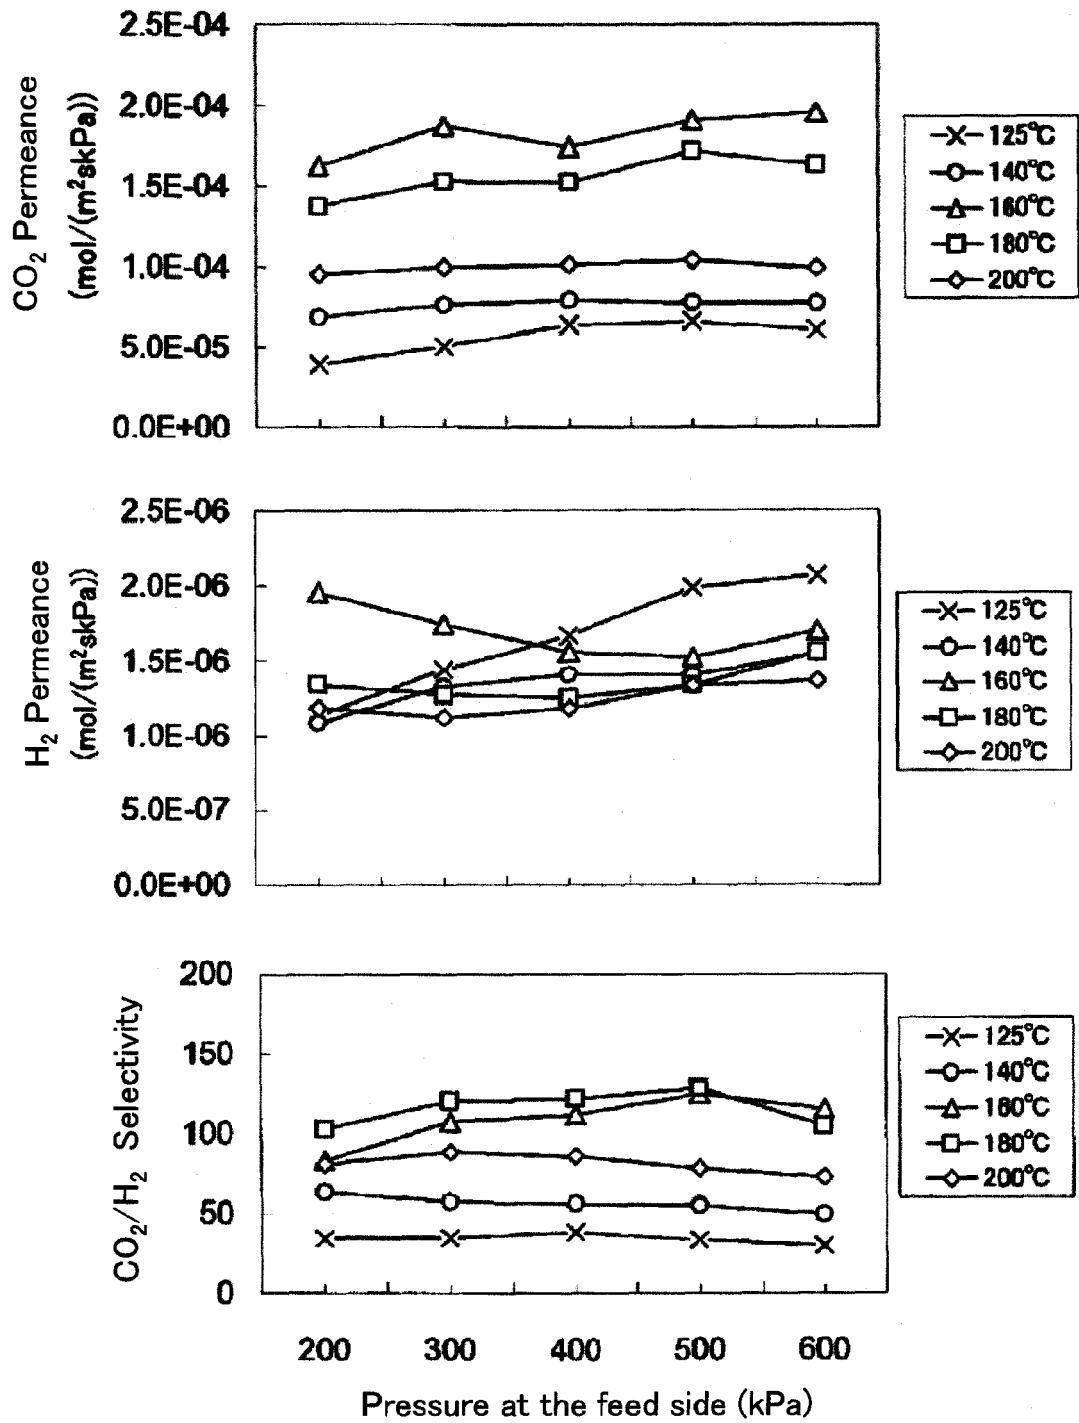 2.5E-04
2.0E-04
1.5E-04
1.0E-04
5.0E-05
0.0E+00
CO2 Permeance
(mol/(m²skPa))
125℃
140℃
160℃
180℃
200℃
2.5E-06
2.0E-06
1.5E-06
1.0E-06
5.0E-07
0.0E+00
H2 Permeance
(mol/(m²skPa))
125℃
140℃
160℃
180℃
200℃
200
150
100
50
0
CO2/H2 Selectivity
125℃
140℃
160℃
180℃
200℃
200 300 400 500 600
Pressure at the feed side (kPa)